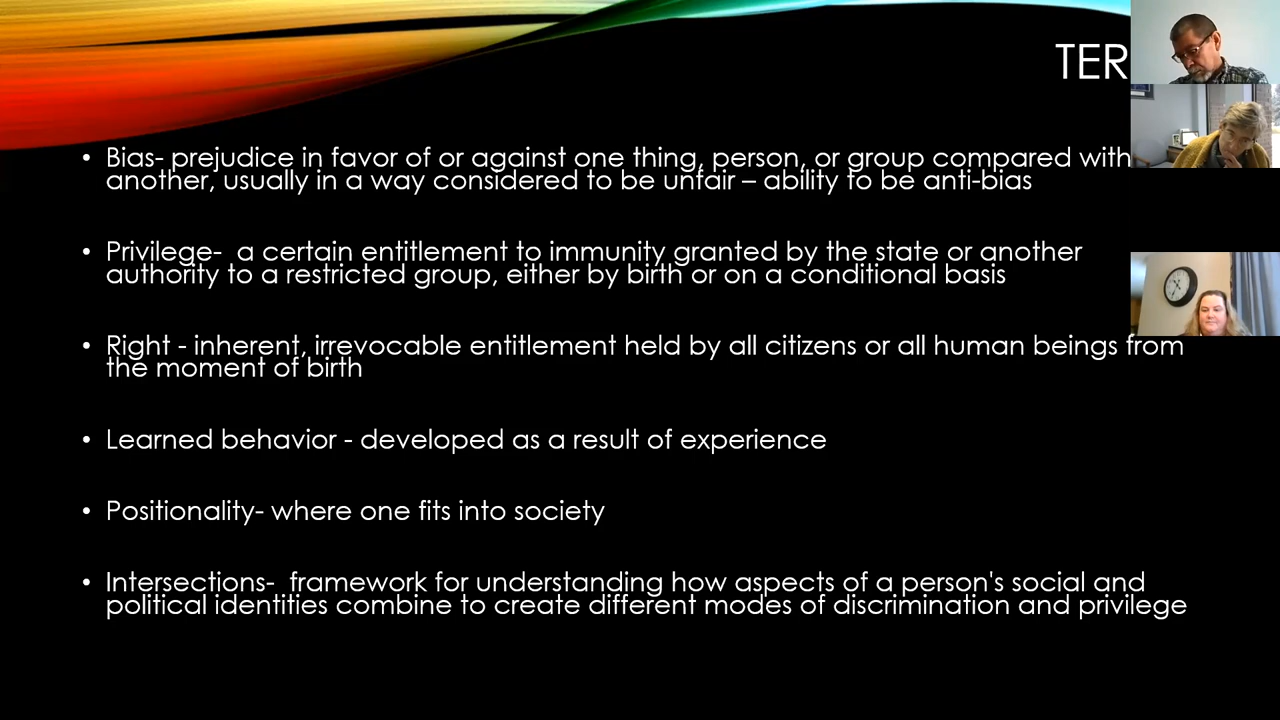 TER
• Bias- prejudice in favor of or against one thing, person, or group compared with
another, usually in a way considered to be unfair – ability to be anti-bias
• Privilege-  a certain entitlement to immunity granted by the state or another
authority to a restricted group, either by birth or on a conditional basis
• Right - inherent, irrevocable entitlement held by all citizens or all human beings from
the moment of birth
• Learned behavior - developed as a result of experience
• Positionality- where one fits into society
• Intersections-  framework for understanding how aspects of a person's social and
political identities combine to create different modes of discrimination and privilege